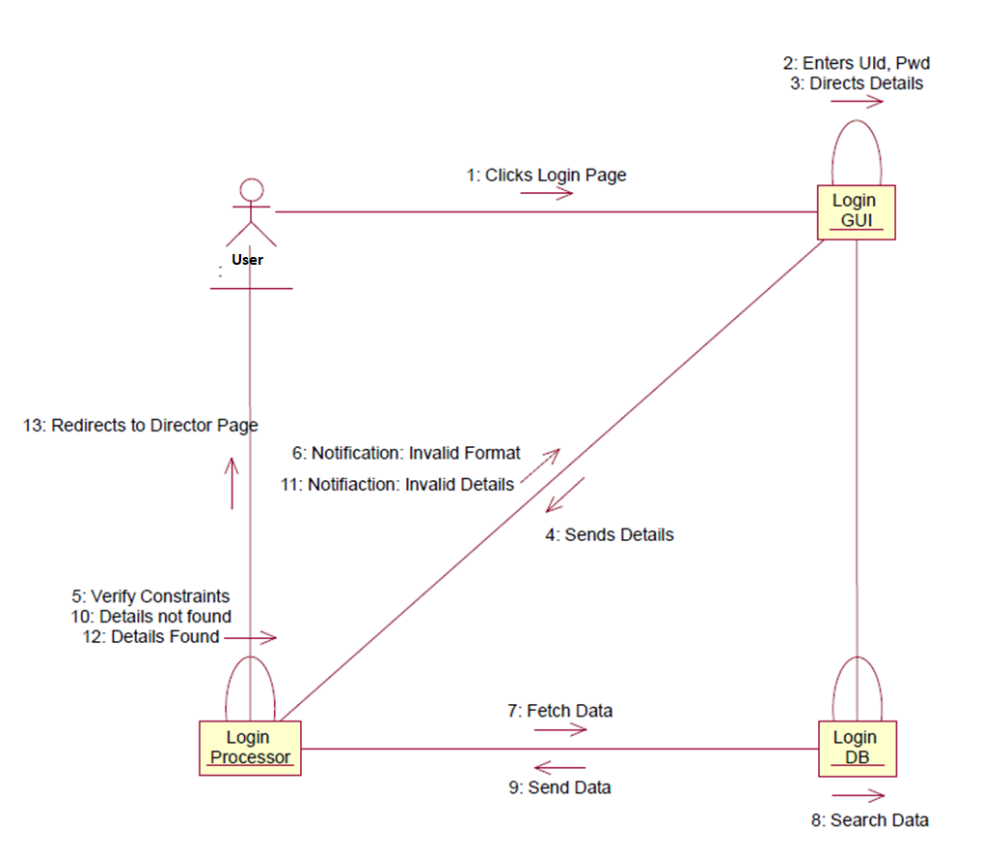 2: Enters UId, Pwd
3: Directs Details
1: Clicks Login Page
Login
GUI
User
:
13: Redirects to Director Page
6: Notification: Invalid Format
11: Notifiaction: Invalid Details
4: Sends Details
5: Verify Constraints
10: Details not found
12: Details Found
7: Fetch Data
Login
Processor
Login
DB
9: Send Data
8: Search Data